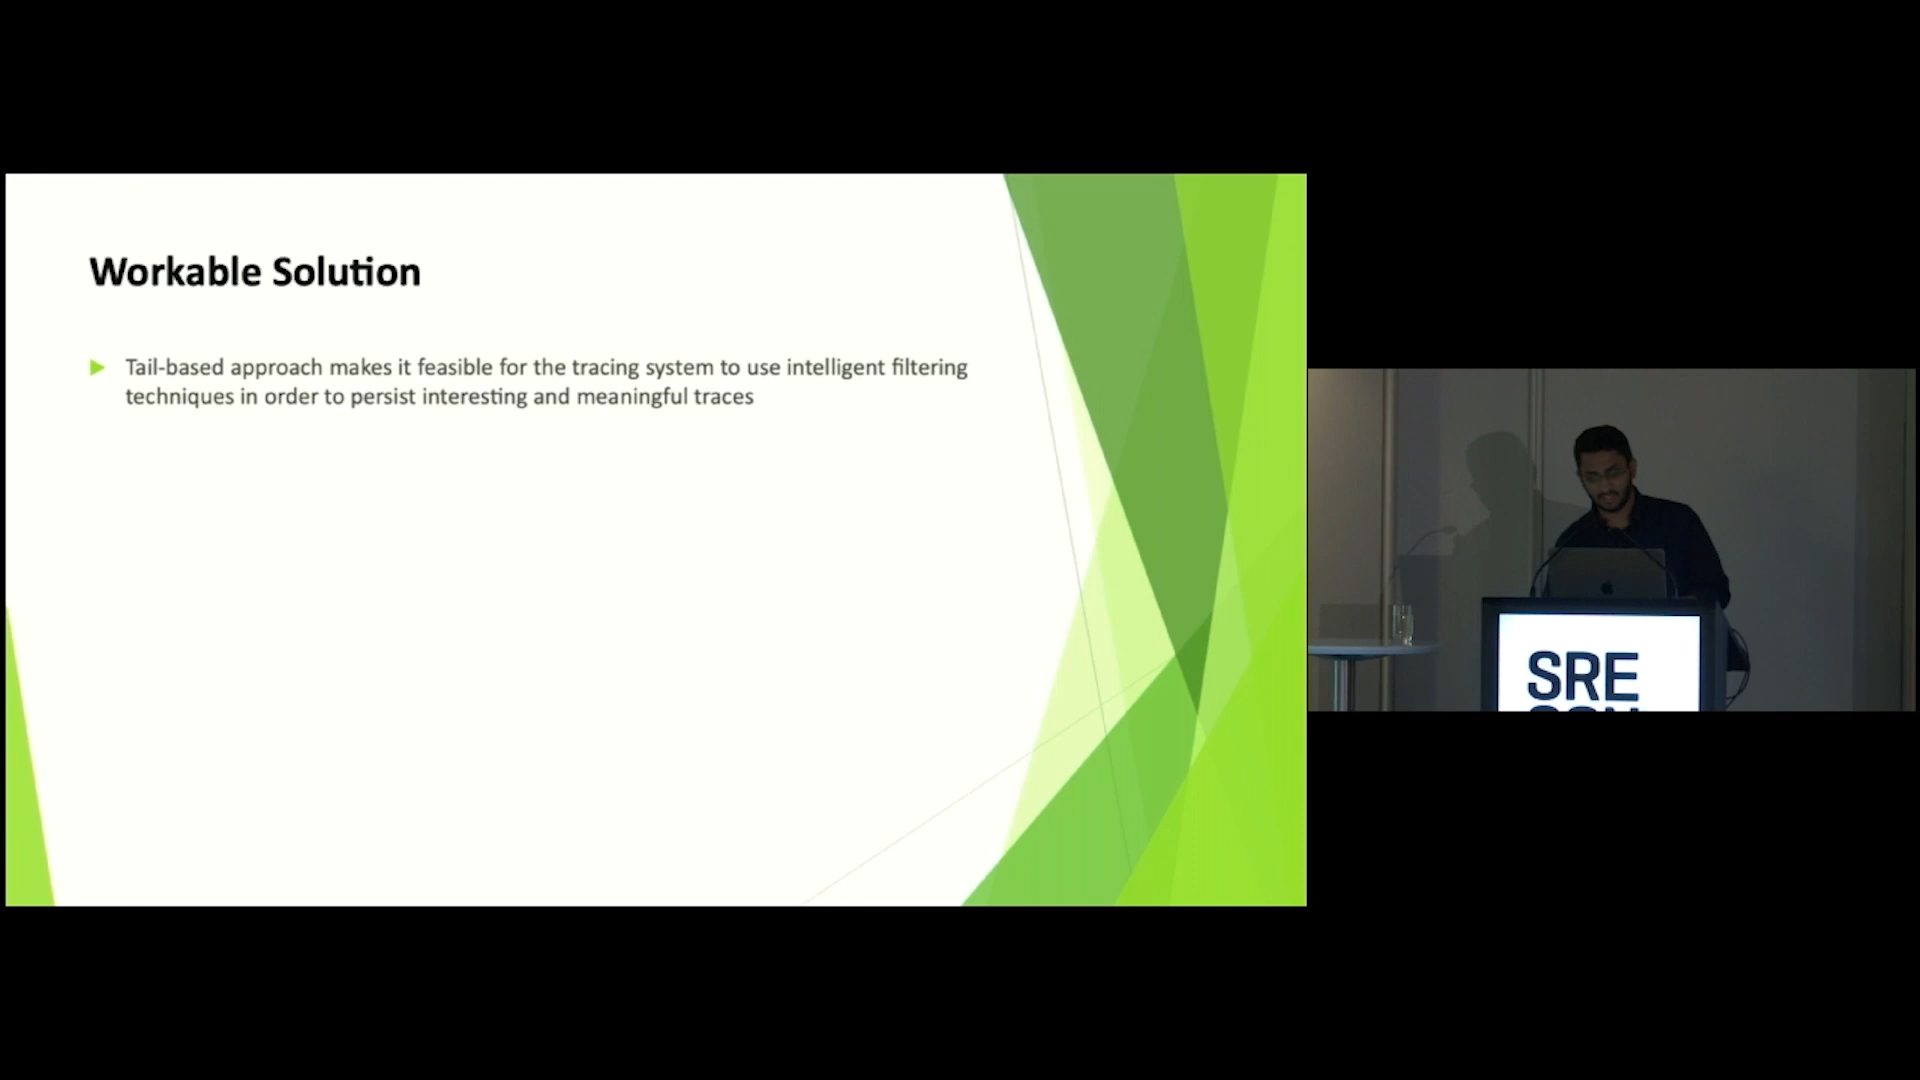 Workable Solution
Tail-based approach makes it feasible for the tracing system to use intelligent filtering
techniques in order to persist interesting and meaningful traces
SRE
CON